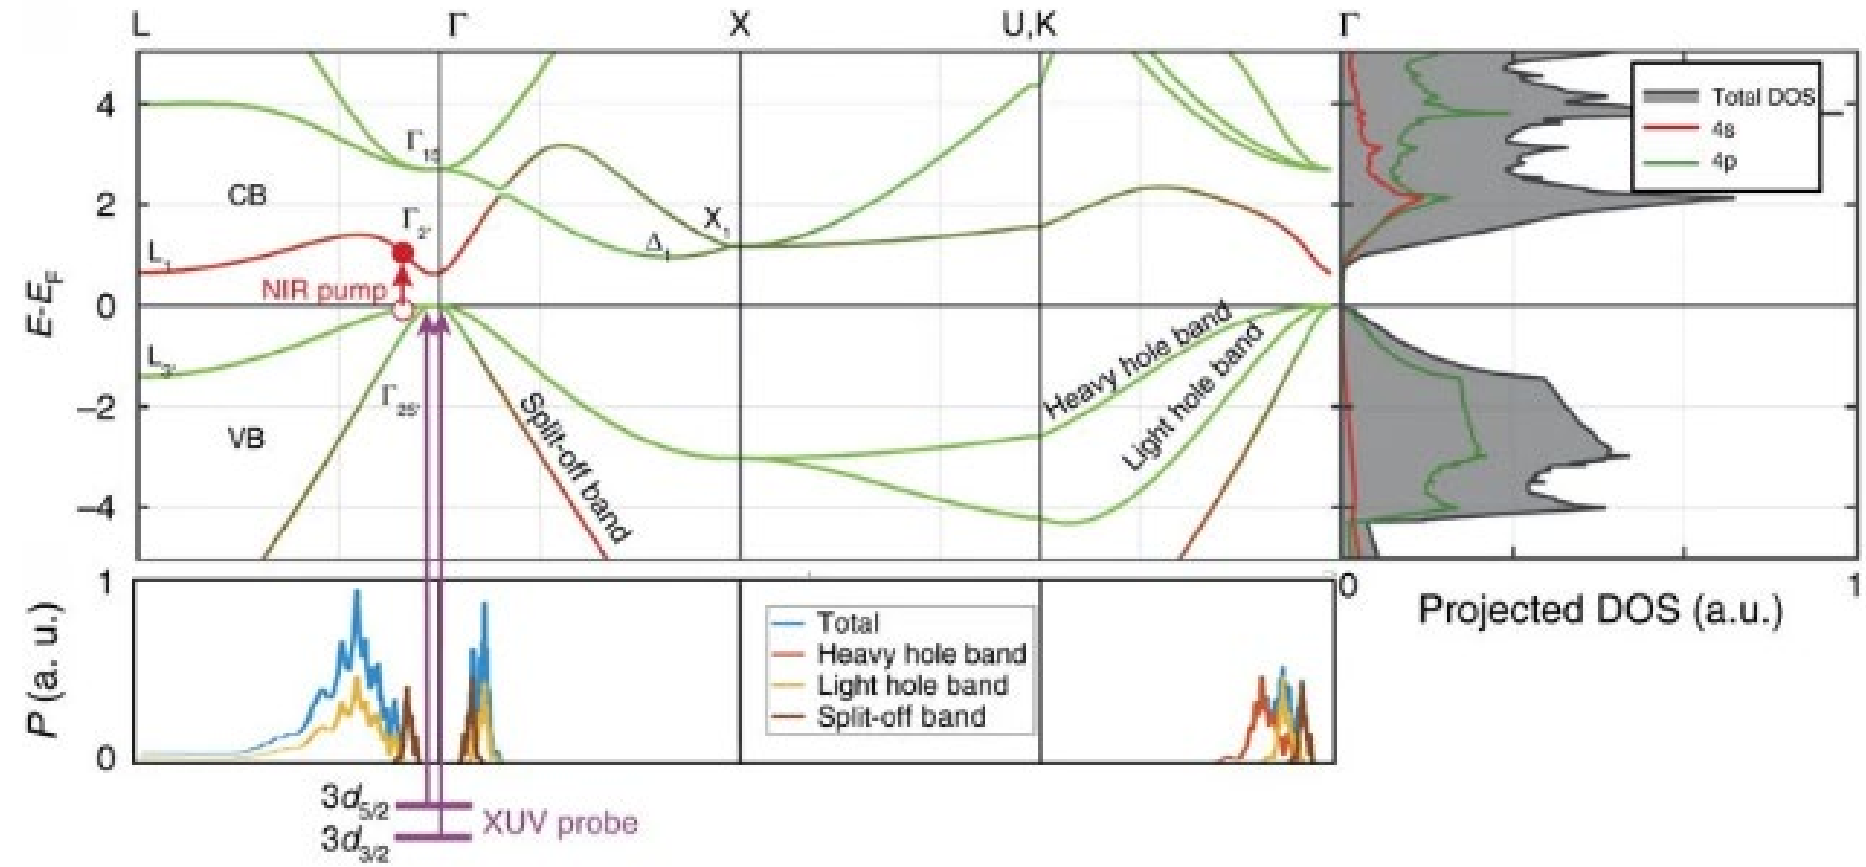 L Γ X U,K Γ
E-E_F
4
2
0
−2
−4
Γ₁₅
CB
Γ₂'
L₁
NIR pump
X₁
Δ₁
L₃'
Γ₂₅'
VB
Split-off band
Heavy hole band
Light hole band
Total DOS
4s
4p
0 1
Projected DOS (a.u.)
P (a. u.)
1
0
Total
Heavy hole band
Light hole band
Split-off band
3d₅/₂
XUV probe
3d₃/₂